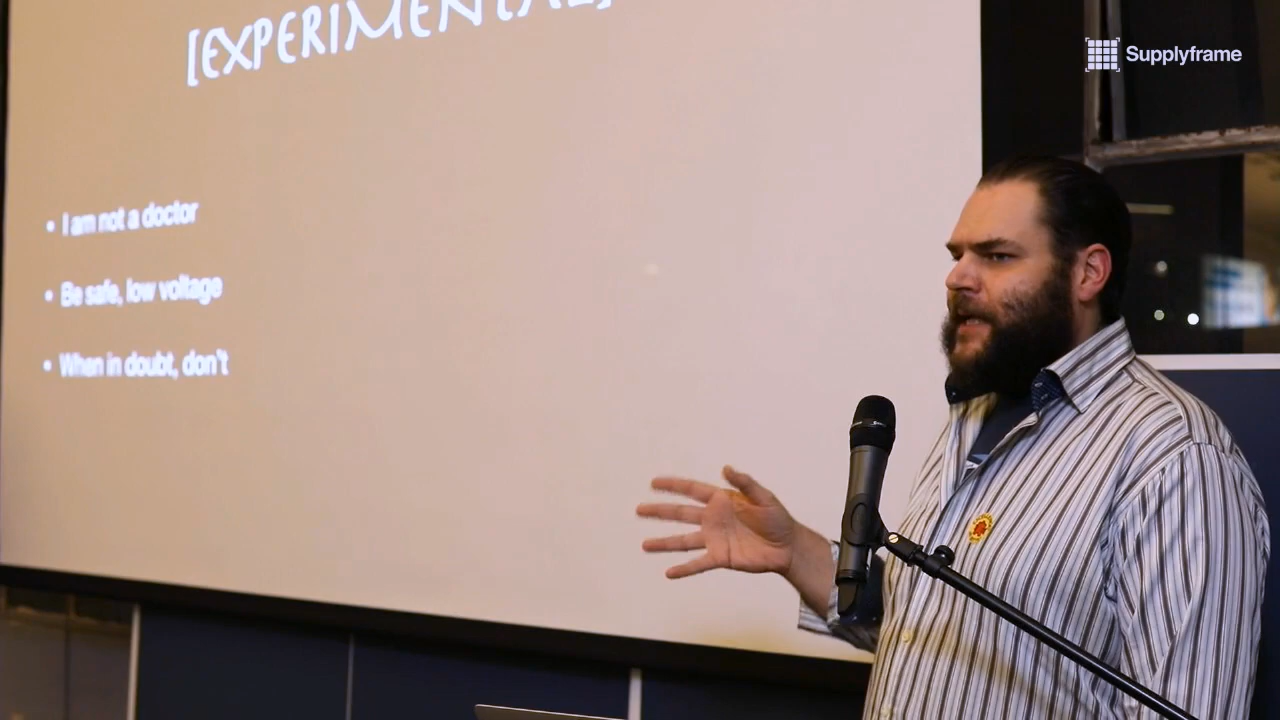 [EXPERIMENTAL]
Supplyframe
• I am not a doctor
• Be safe, low voltage
• When in doubt, don't